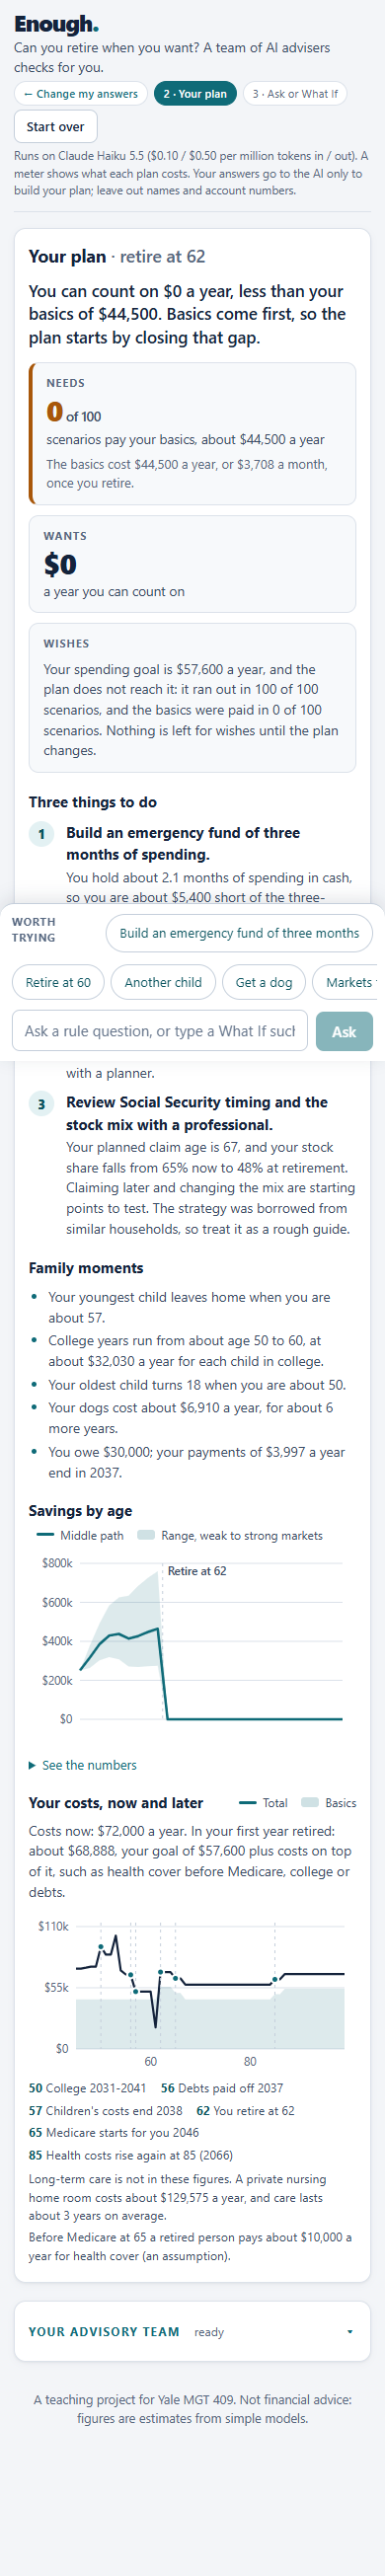 Enough.
Can you retire when you want? A team of AI advisers
checks for you.
← Change my answers
2 · Your plan
3 · Ask or What If
Start over
Runs on Claude Haiku 5.5 ($0.10 / $0.50 per million tokens in / out). A
meter shows what each plan costs. Your answers go to the AI only to
build your plan; leave out names and account numbers.
Your plan · retire at 62
You can count on $0 a year, less than your
basics of $44,500. Basics come first, so the
plan starts by closing that gap.
NEEDS
0 of 100
scenarios pay your basics, about $44,500 a year
The basics cost $44,500 a year, or $3,708 a month,
once you retire.
WANTS
$0
a year you can count on
WISHES
Your spending goal is $57,600 a year, and the
plan does not reach it: it ran out in 100 of 100
scenarios, and the basics were paid in 0 of 100
scenarios. Nothing is left for wishes until the plan
changes.
Three things to do
1
Build an emergency fund of three
months of spending.
You hold about 2.1 months of spending in cash,
so you are about $5,400 short of the three-
WORTH
TRYING
Build an emergency fund of three months
Retire at 60
Another child
Get a dog
Markets
Ask a rule question, or type a What If such
Ask
with a planner.
3
Review Social Security timing and the
stock mix with a professional.
Your planned claim age is 67, and your stock
share falls from 65% now to 48% at retirement.
Claiming later and changing the mix are starting
points to test. The strategy was borrowed from
similar households, so treat it as a rough guide.
Family moments
• Your youngest child leaves home when you are
about 57.
• College years run from about age 50 to 60, at
about $32,030 a year for each child in college.
• Your oldest child turns 18 when you are about 50.
• Your dogs cost about $6,910 a year, for about 6
more years.
• You owe $30,000; your payments of $3,997 a year
end in 2037.
Savings by age
Middle path
Range, weak to strong markets
$800k
Retire at 62
$600k
$400k
$200k
$0
▶ See the numbers
Your costs, now and later
Total
Basics
Costs now: $72,000 a year. In your first year retired:
about $68,888, your goal of $57,600 plus costs on top
of it, such as health cover before Medicare, college or
debts.
$110k
$55k
$0
60
80
50 College 2031-2041
56 Debts paid off 2037
57 Children's costs end 2038
62 You retire at 62
65 Medicare starts for you 2046
85 Health costs rise again at 85 (2066)
Long-term care is not in these figures. A private nursing
home room costs about $129,575 a year, and care lasts
about 3 years on average.
Before Medicare at 65 a retired person pays about $10,000 a
year for health cover (an assumption).
YOUR ADVISORY TEAM
ready
A teaching project for Yale MGT 409. Not financial advice:
figures are estimates from simple models.